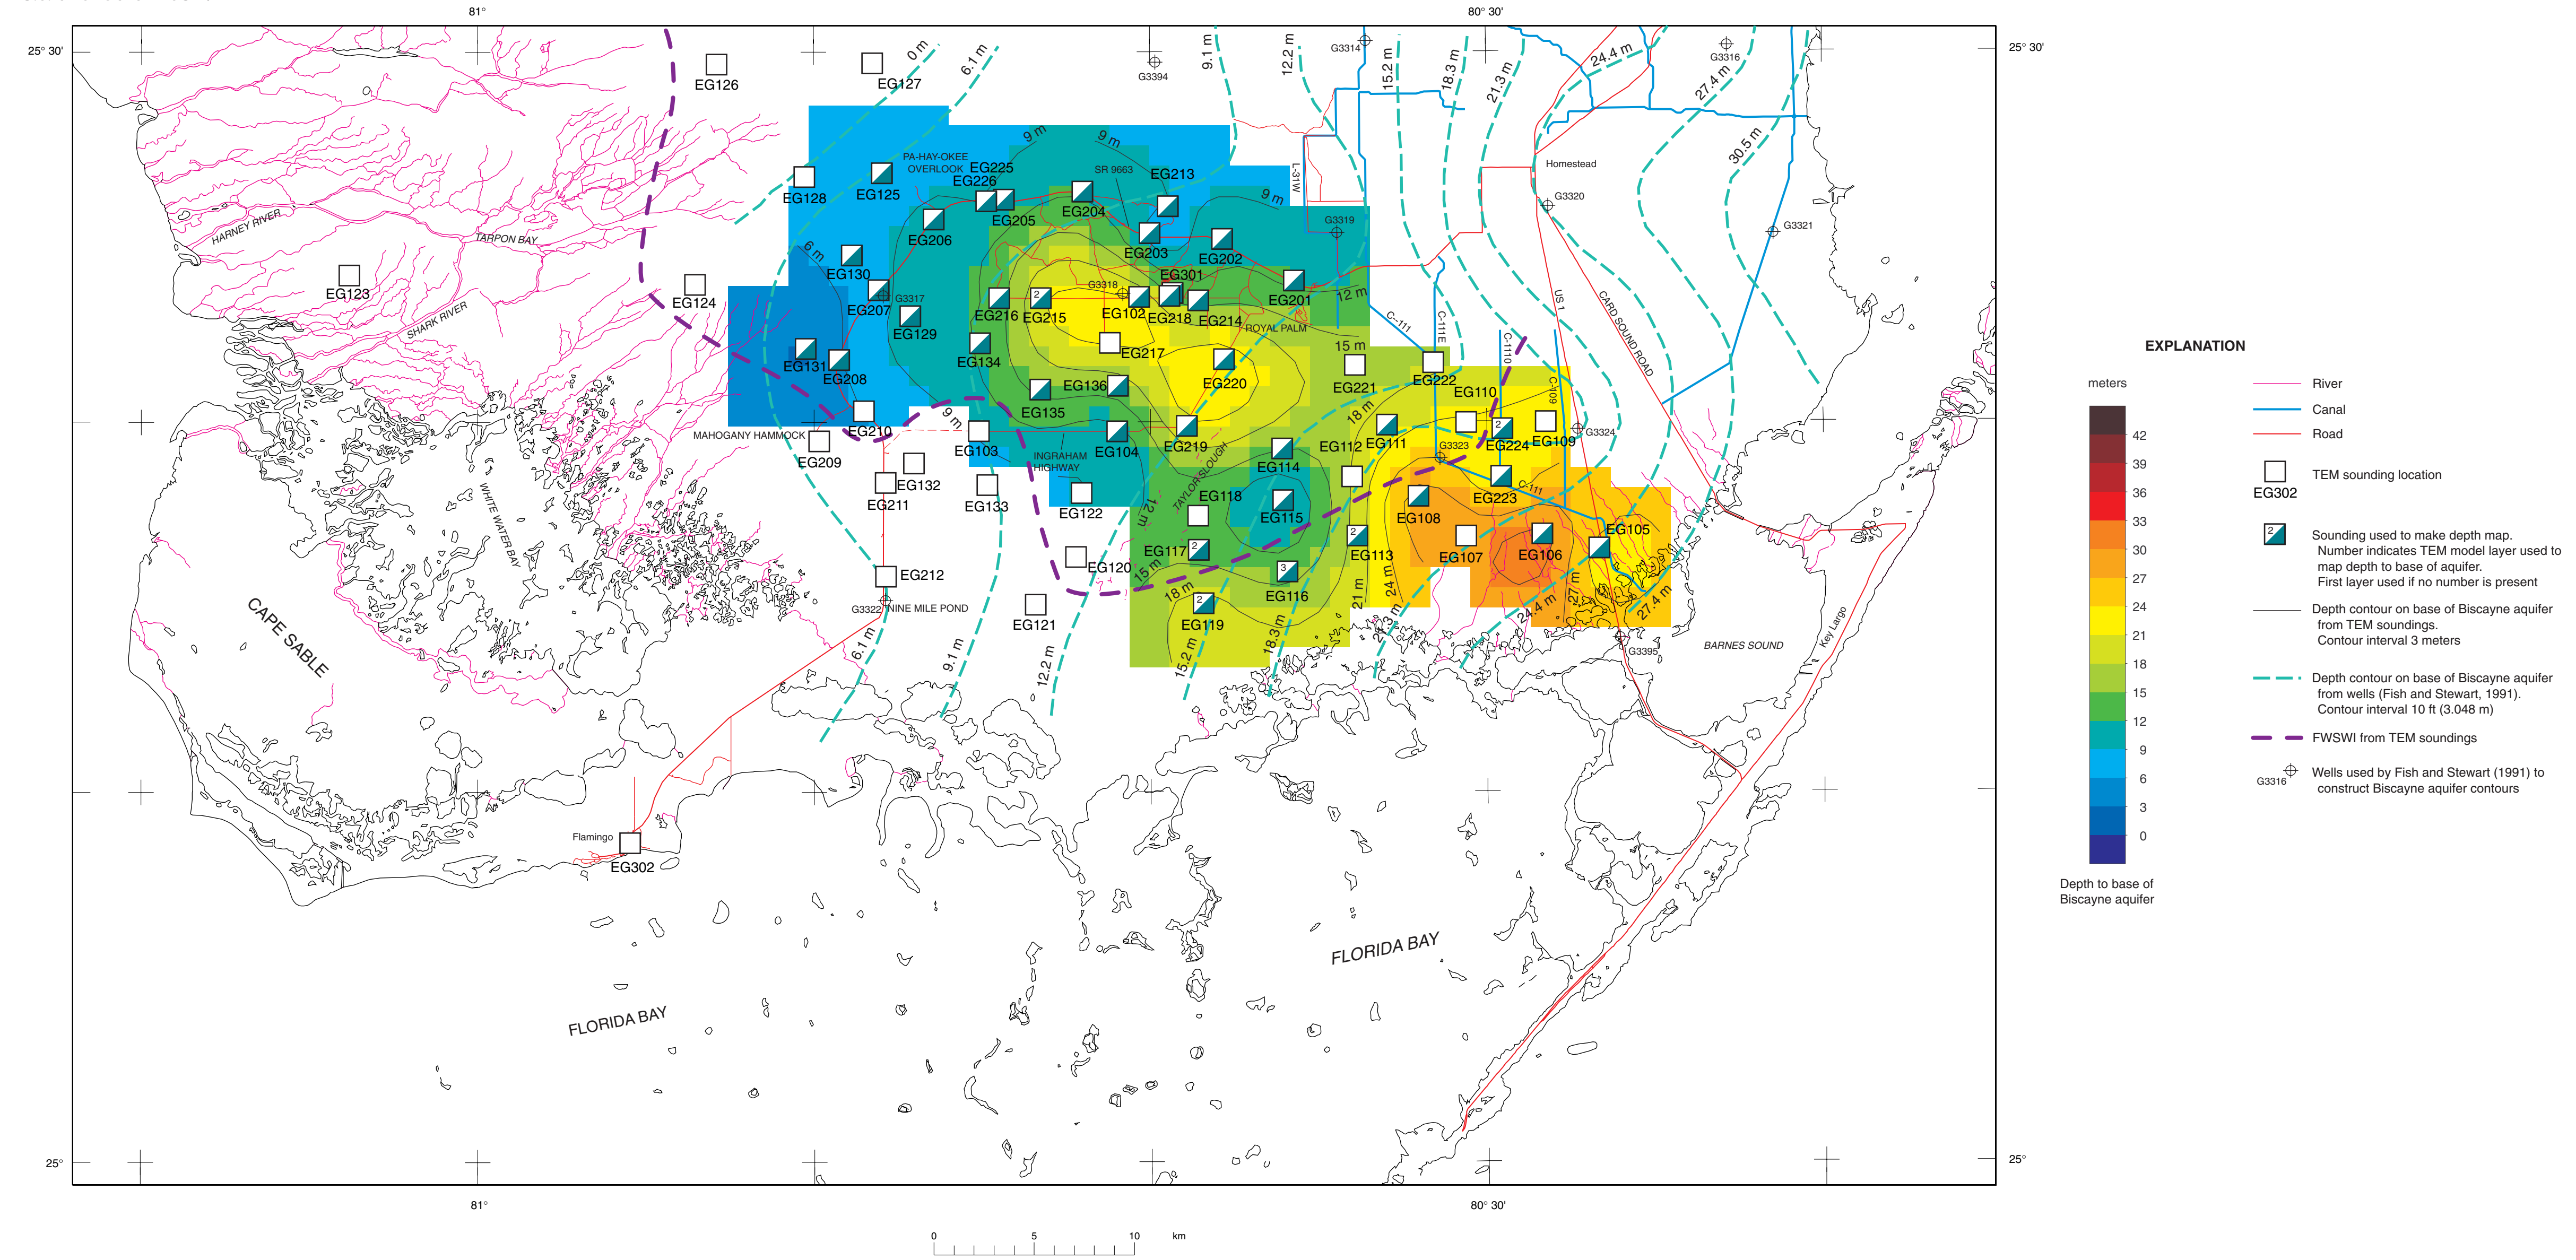 81°
80° 30'
25° 30'
25° 30'
EG126
EG127
0 m
6.1 m
G3394
9.1 m
12.2 m
G3314
15.2 m
18.3 m
21.3 m
24.4 m
27.4 m
G3316
30.5 m
9 m
9 m
PA-HAY-OKEE
OVERLOOK
EG225
EG226
SR 9663
EG213
L-31W
Homestead
EG128
EG125
EG205
EG204
9 m
G3320
HARNEY RIVER
TARPON BAY
EG206
EG203
EG202
G3319
G3321
6 m
EG130
EG301
EG123
EG124
G3317
G3318
EG201
12 m
SHARK RIVER
EG207
EG129
EG216
EG215
EG102
EG218
EG214
ROYAL PALM
C--111
C-111E
US 1
CARD SOUND ROAD
2
EG131
EG208
EG134
EG217
15 m
C-1110
EG136
EG220
EG221
EG222
EG110
C-109
EG135
9 m
EG210
18 m
MAHOGANY HAMMOCK
EG209
EG103
EG104
EG219
EG112
EG111
2
EG224
EG109
G3324
G3323
INGRAHAM
HIGHWAY
EG114
TAYLOR SLOUGH
EG132
EG211
EG133
EG122
12 m
EG118
EG115
EG108
EG223
C-111
WHITE WATER BAY
EG117
2
2
EG113
EG107
EG106
EG105
EG120
15 m
EG212
3
EG116
21 m
24 m
27 m
18 m
G3322
NINE MILE POND
EG121
2
EG119
24.4 m
27.4 m
CAPE SABLE
6.1 m
9.1 m
12.2 m
15.2 m
18.3 m
21.3 m
G3395
BARNES SOUND
Key Largo
Flamingo
EG302
FLORIDA BAY
FLORIDA BAY
25°
25°
81°
80° 30'
0
5
10
km
EXPLANATION
meters
42
39
36
33
30
27
24
21
18
15
12
9
6
3
0
Depth to base of
Biscayne aquifer
River
Canal
Road
EG302
TEM sounding location
2
Sounding used to make depth map.
Number indicates TEM model layer used to
map depth to base of aquifer.
First layer used if no number is present
Depth contour on base of Biscayne aquifer
from TEM soundings.
Contour interval 3 meters
Depth contour on base of Biscayne aquifer
from wells (Fish and Stewart, 1991).
Contour interval 10 ft (3.048 m)
FWSWI from TEM soundings
G3316
Wells used by Fish and Stewart (1991) to
construct Biscayne aquifer contours